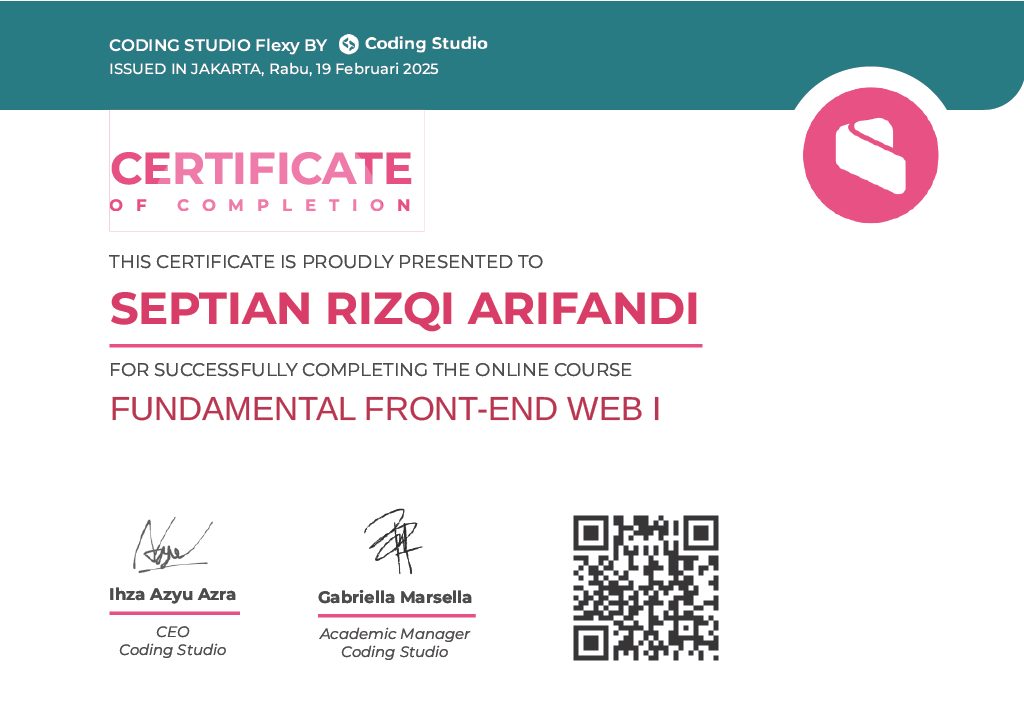 CODING STUDIO Flexy BY Coding Studio
ISSUED IN JAKARTA, Rabu, 19 Februari 2025
CERTIFICATE
OF COMPLETION
THIS CERTIFICATE IS PROUDLY PRESENTED TO
SEPTIAN RIZQI ARIFANDI
FOR SUCCESSFULLY COMPLETING THE ONLINE COURSE
FUNDAMENTAL FRONT-END WEB I
Ihza Azyu Azra
CEO
Coding Studio
Gabriella Marsella
Academic Manager
Coding Studio